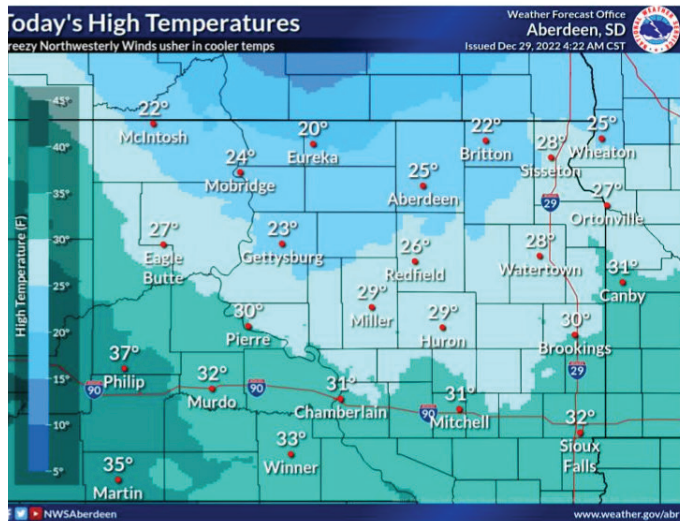 Today's High Temperatures
reezy Northwesterly Winds usher in cooler temps
Weather Forecast Office
Aberdeen, SD
Issued Dec 29, 2022 4:22 AM CST
High Temperature (F)
45°
40°
35°
30°
25°
20°
15°
10°
5°
22°
McIntosh
20°
Eureka
22°
Britton
28°
Sisseton
25°
Wheaton
24°
Mobridge
25°
Aberdeen
27°
Ortonville
29
27°
Eagle
Butte
23°
Gettysburg
26°
Redfield
28°
Watertown
31°
Canby
29°
Miller
29°
Huron
30°
Pierre
30°
Brookings
29
37°
Philip
90
32°
Murdo
90
31°
Chamberlain
90
31°
Mitchell
32°
Sioux
Falls
33°
Winner
35°
Martin
NWSAberdeen
www.weather.gov/abr